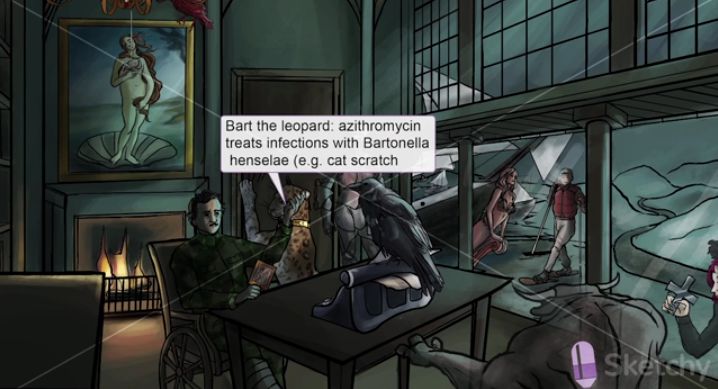 Bart the leopard: azithromycin
treats infections with Bartonella
henselae (e.g. cat scratch
Sketchy